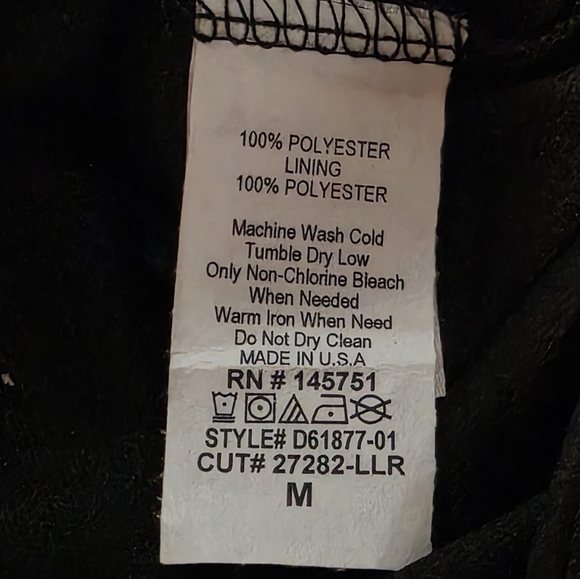 100% POLYESTER
LINING
100% POLYESTER
Machine Wash Cold
Tumble Dry Low
Only Non-Chlorine Bleach
When Needed
Warm Iron When Need
Do Not Dry Clean
MADE IN U.S.A
RN # 145751
STYLE# D61877-01
CUT# 27282-LLR
M